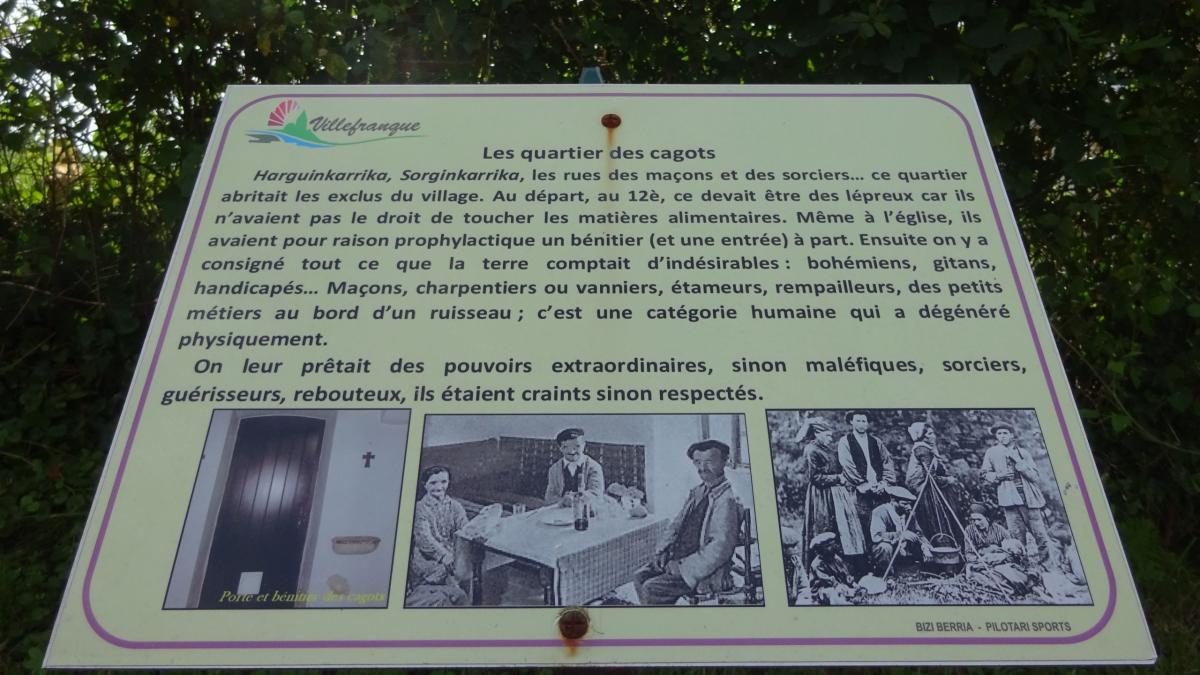 Villefranque
Les quartier des cagots
Harguinkarrika, Sorginkarrika, les rues des maçons et des sorciers... ce quartier
abritait les exclus du village. Au départ, au 12è, ce devait être des lépreux car ils
n'avaient pas le droit de toucher les matières alimentaires. Même à l'église, ils
avaient pour raison prophylactique un bénitier (et une entrée) à part. Ensuite on y a
consigné tout ce que la terre comptait d'indésirables : bohémiens, gitans,
handicapés... Maçons, charpentiers ou vanniers, étameurs, rempailleurs, des petits
métiers au bord d'un ruisseau ; c'est une catégorie humaine qui a dégénéré
physiquement.
On leur prêtait des pouvoirs extraordinaires, sinon maléfiques, sorciers,
guérisseurs, rebouteux, ils étaient craints sinon respectés.
Porte et bénitier des cagots
BIZI BERRIA - PILOTARI SPORTS